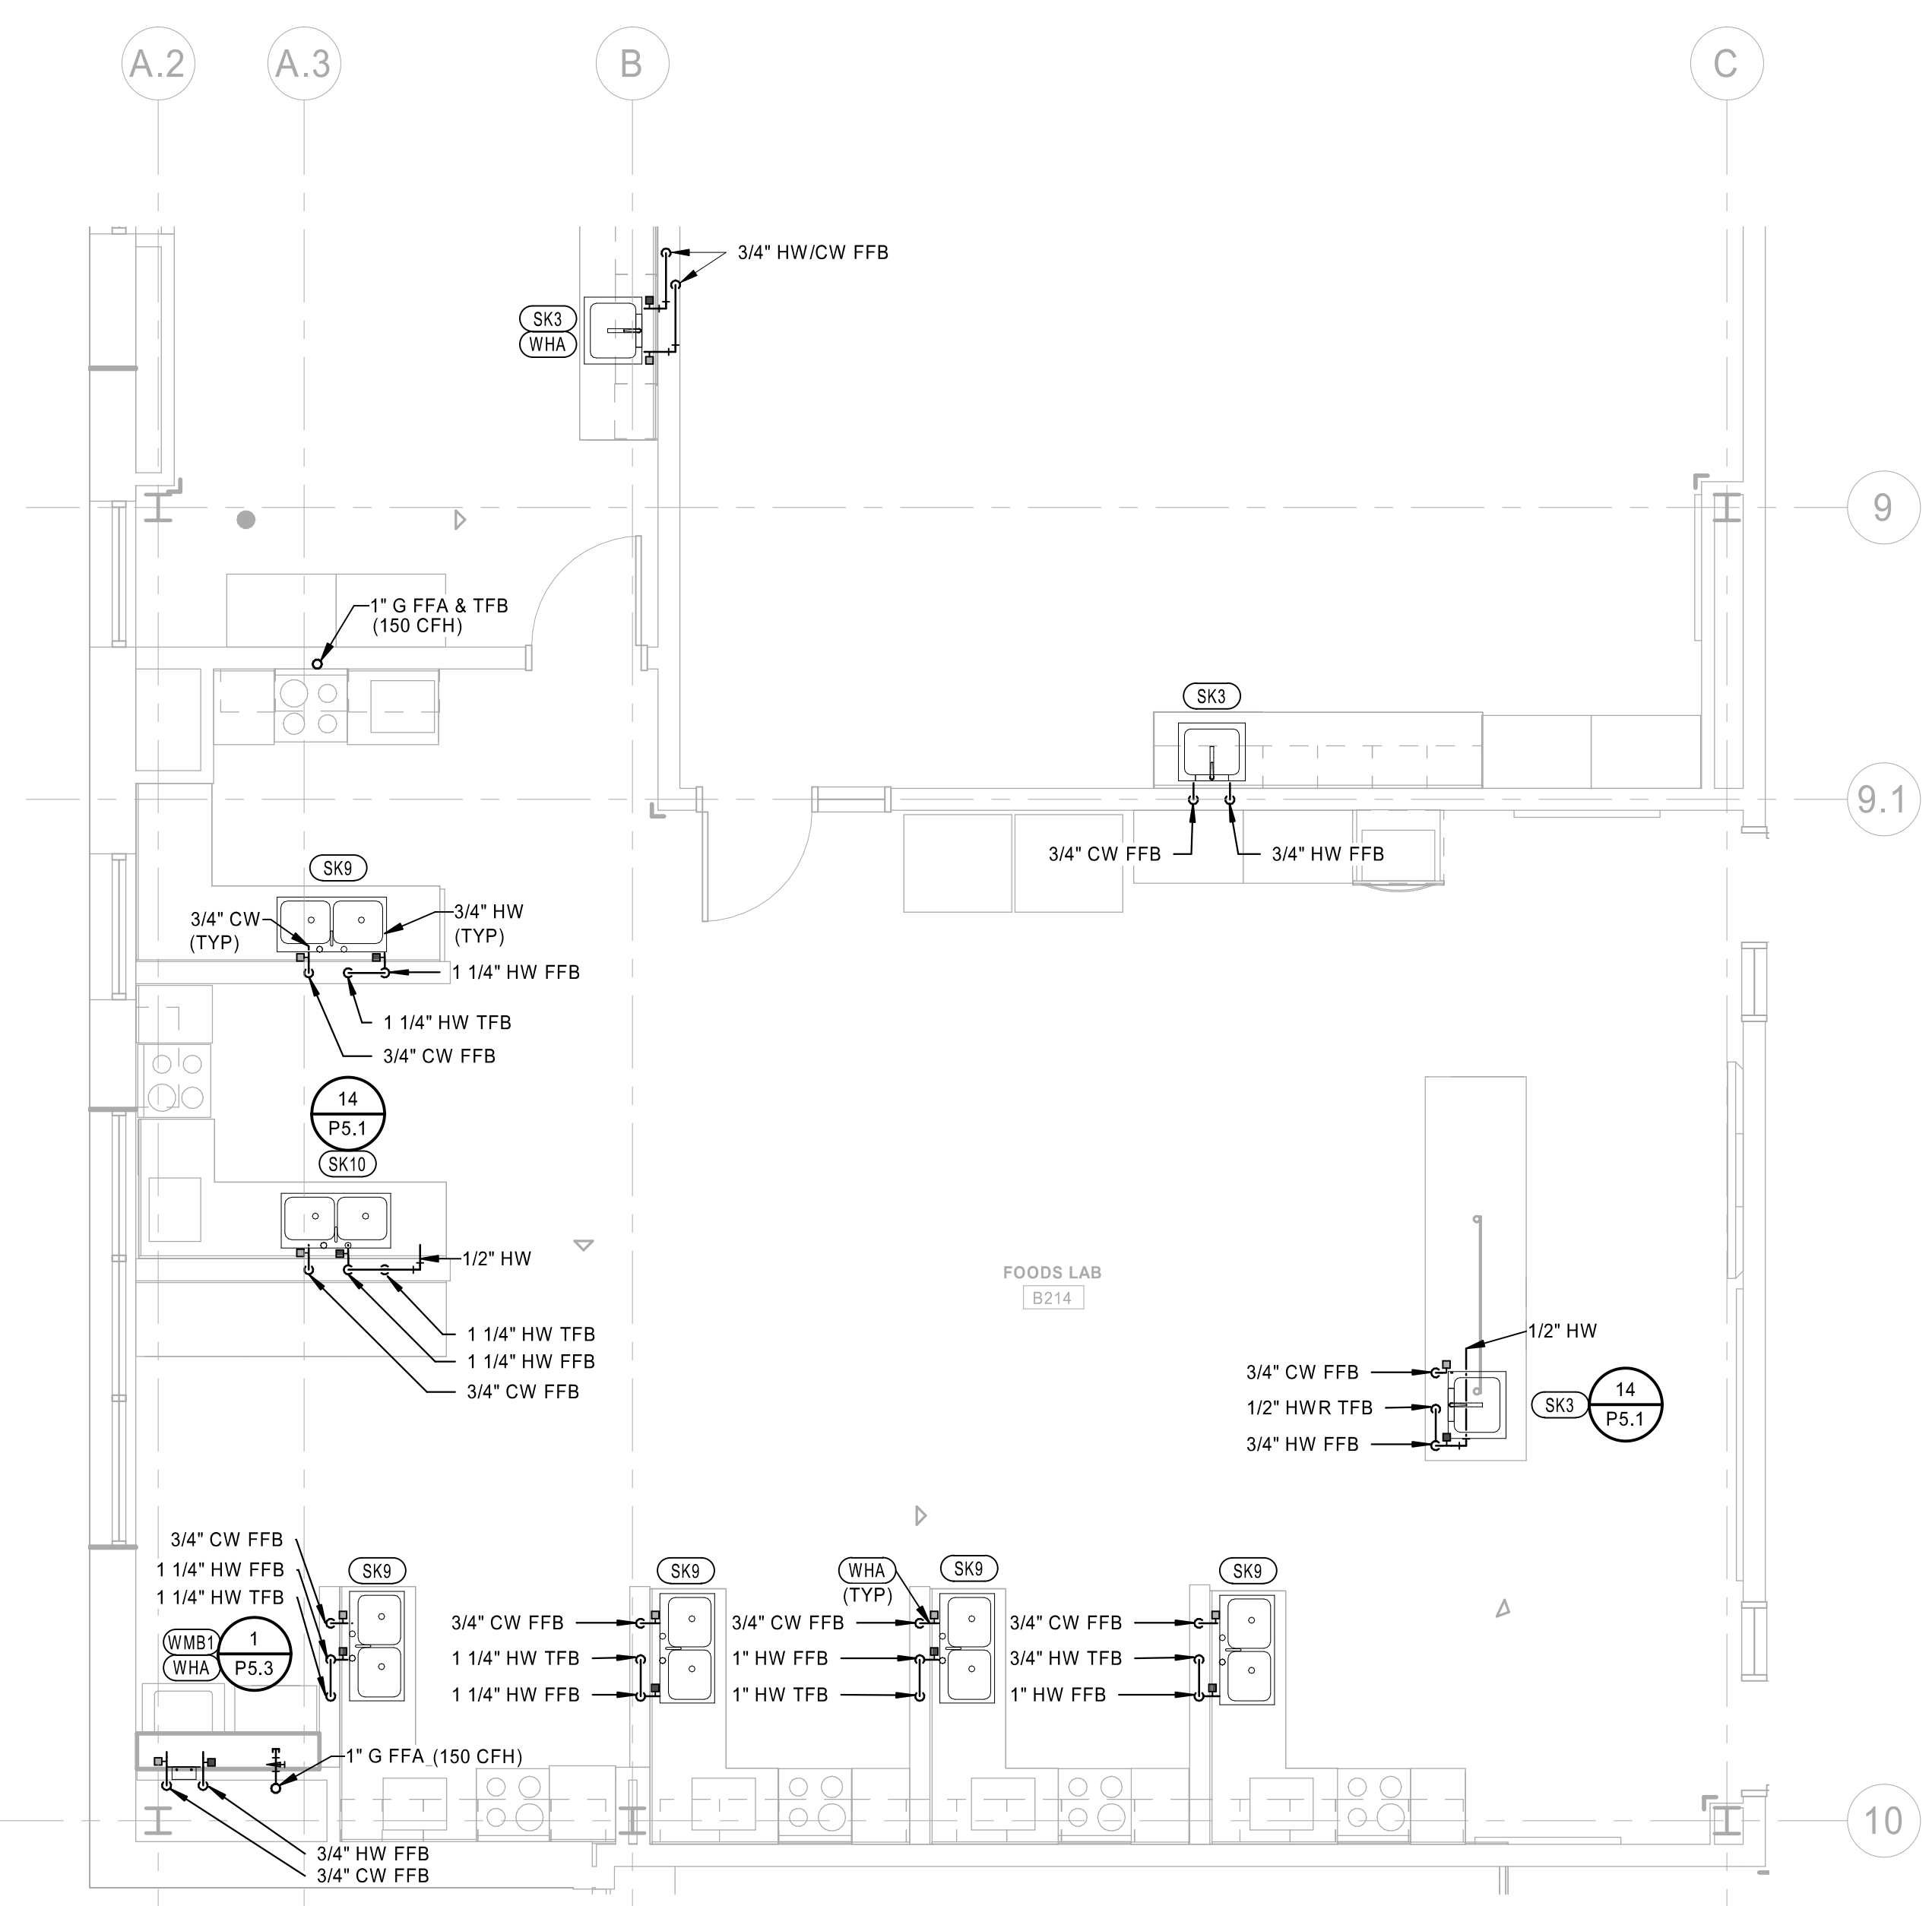 A.2
A.3
B
C
3/4" HW/CW FFB
SK3
WHA
9
1" G FFA & TFB
(150 CFH)
SK3
9.1
3/4" CW FFB
3/4" HW FFB
SK9
3/4" CW
(TYP)
3/4" HW
(TYP)
1 1/4" HW FFB
1 1/4" HW TFB
3/4" CW FFB
14
P5.1
SK10
1/2" HW
FOODS LAB
B214
1 1/4" HW TFB
1 1/4" HW FFB
3/4" CW FFB
1/2" HW
3/4" CW FFB
1/2" HWR TFB
3/4" HW FFB
SK3
14
P5.1
3/4" CW FFB
1 1/4" HW FFB
1 1/4" HW TFB
SK9
SK9
WHA
(TYP)
SK9
SK9
WMB1
WHA
1
P5.3
3/4" CW FFB
1 1/4" HW TFB
1 1/4" HW FFB
3/4" CW FFB
1" HW FFB
1" HW TFB
3/4" CW FFB
3/4" HW TFB
1" HW FFB
1" G FFA (150 CFH)
10
3/4" HW FFB
3/4" CW FFB